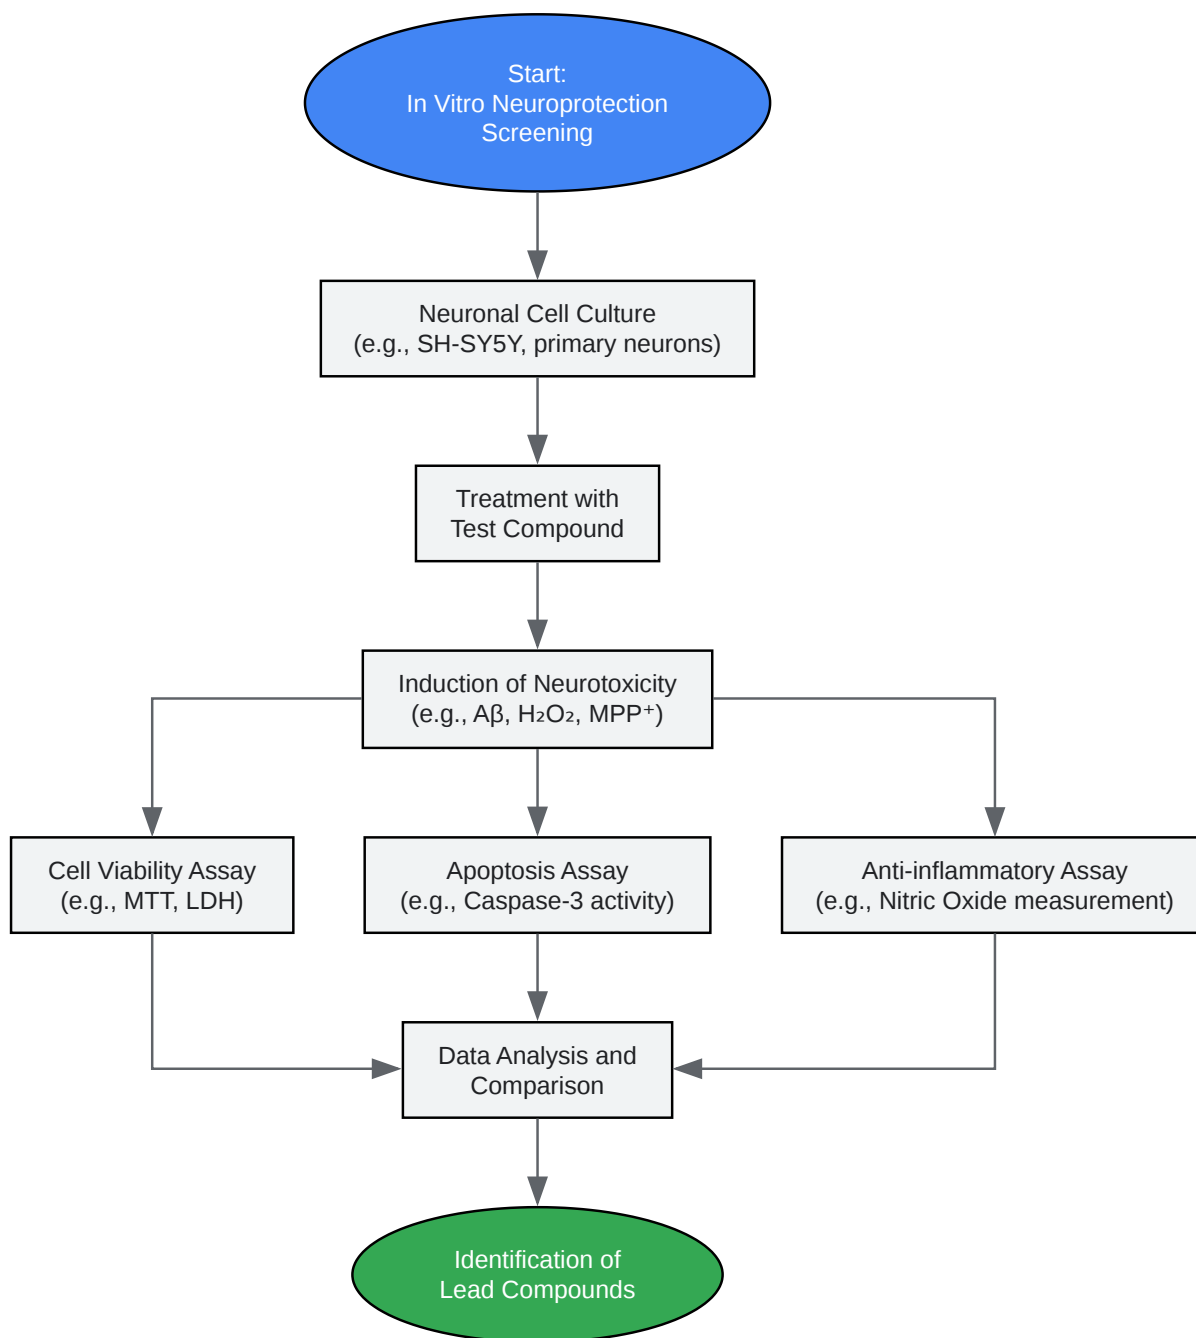 Start:
In Vitro Neuroprotection
Screening
Neuronal Cell Culture
(e.g., SH-SY5Y, primary neurons)
Treatment with
Test Compound
Induction of Neurotoxicity
(e.g., Aβ, H₂O₂, MPP⁺)
Cell Viability Assay
(e.g., MTT, LDH)
Apoptosis Assay
(e.g., Caspase-3 activity)
Anti-inflammatory Assay
(e.g., Nitric Oxide measurement)
Data Analysis and
Comparison
Identification of
Lead Compounds